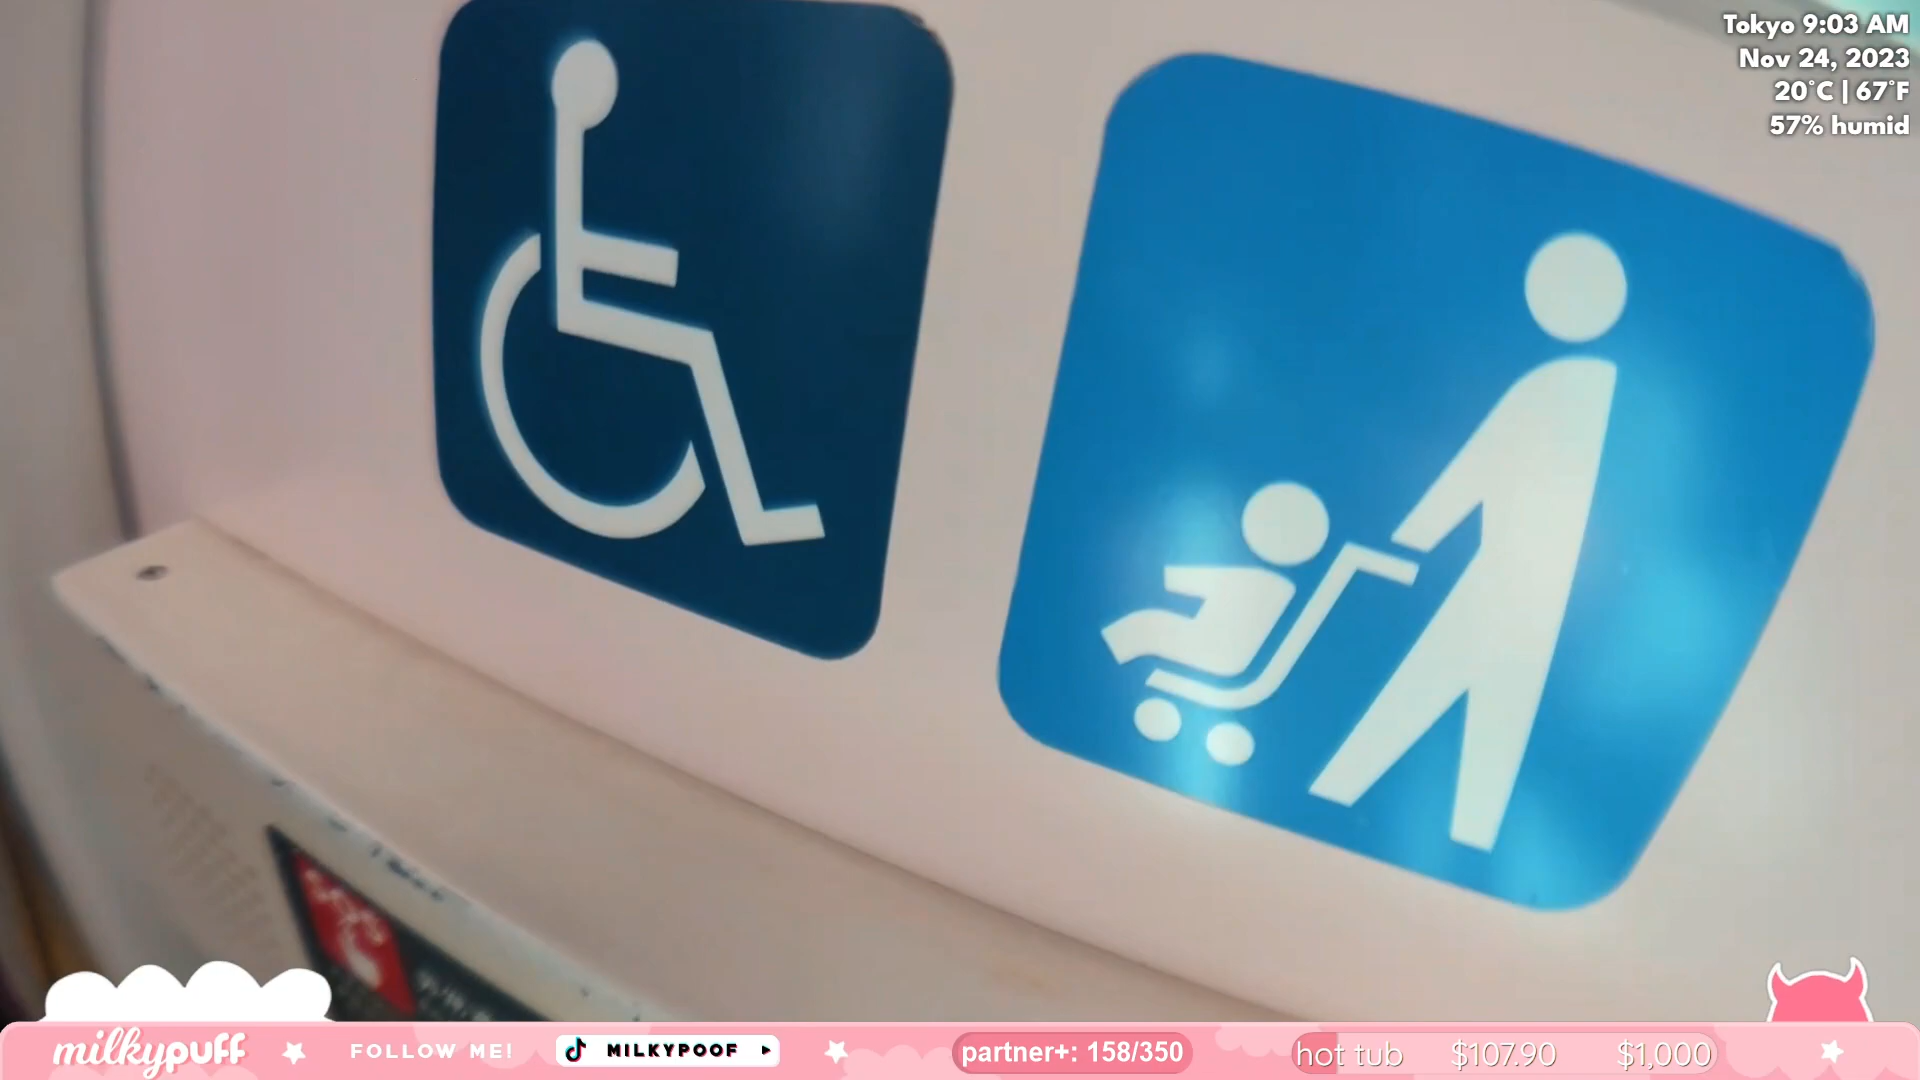 Tokyo 9:03 AM
Nov 24, 2023
20°C | 67°F
57% humid
SOS
milkypuff
FOLLOW ME!
MILKYPOOF
partner+: 158/350
hot tub $107.90 $1,000